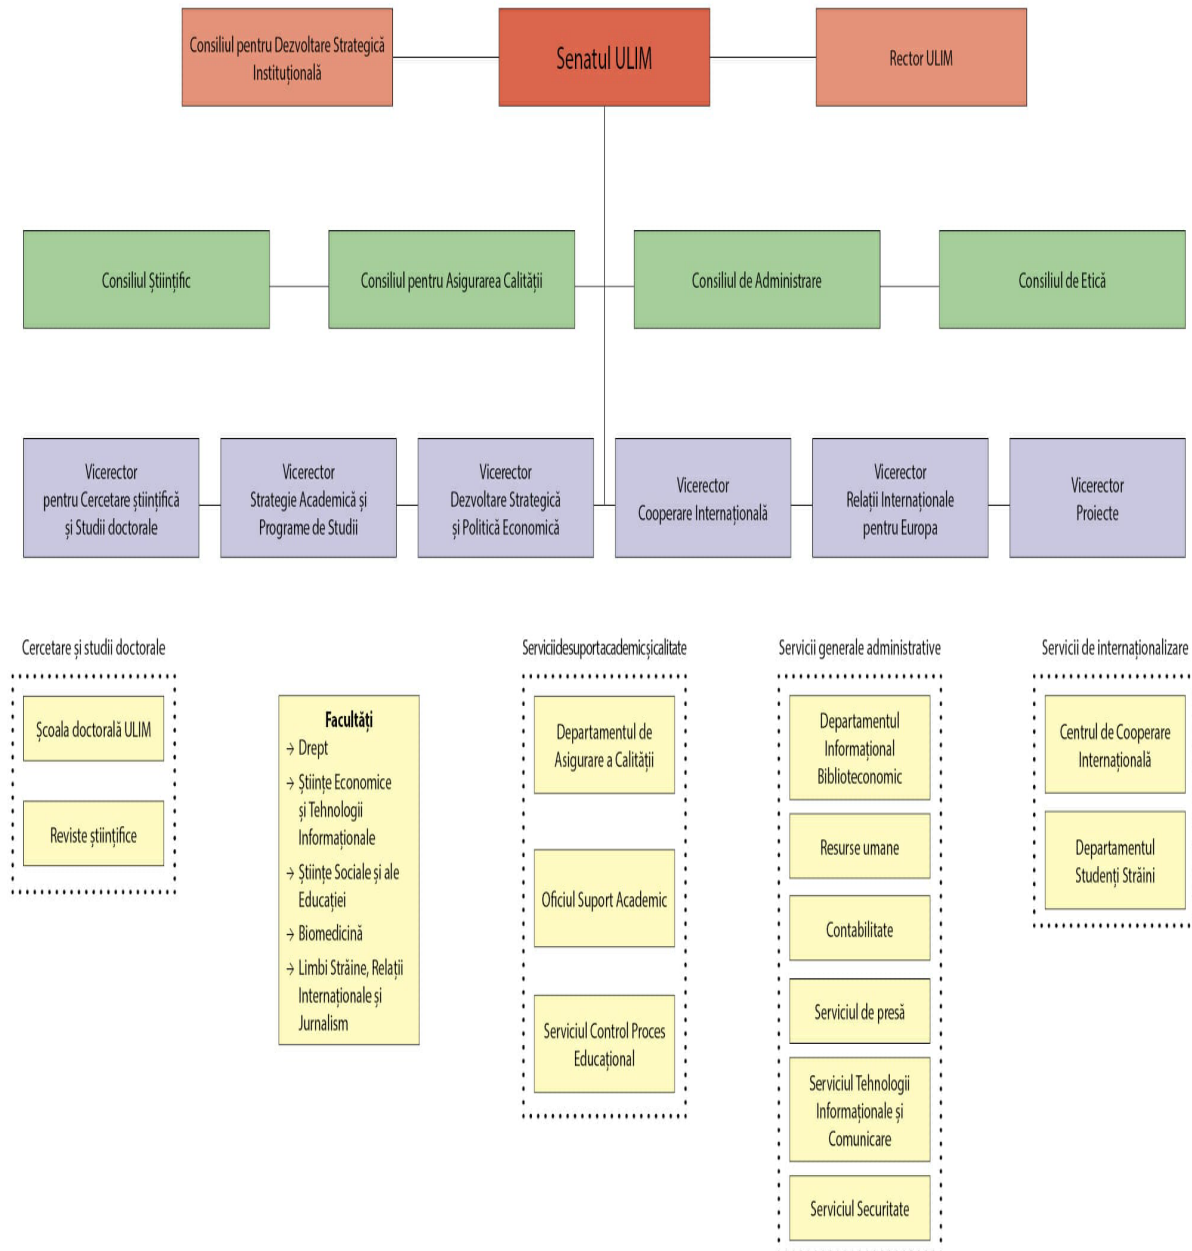 Consiliul pentru Dezvoltare Strategică
Instituțională
Senatul ULIM
Rector ULIM
Consiliul Științific
Consiliul pentru Asigurarea Calității
Consiliul de Administrare
Consiliul de Etică
Vicerector
pentru Cercetare științifică
și Studii doctorale
Vicerector
Strategie Academică și
Programe de Studii
Vicerector
Dezvoltare Strategică
și Politică Economică
Vicerector
Cooperare Internațională
Vicerector
Relații Internaționale
pentru Europa
Vicerector
Proiecte
Cercetare și studii doctorale
Școala doctorală ULIM
Reviste științifice
Facultăți
→ Drept
→ Științe Economice
și Tehnologii
Informaționale
→ Științe Sociale și ale
Educației
→ Biomedicină
→ Limbi Străine, Relații
Internaționale și
Jurnalism
Serviciidesuportacademicșicalitate
Departamentul de
Asigurare a Calității
Oficiul Suport Academic
Serviciul Control Proces
Educațional
Servicii generale administrative
Departamentul
Informațional
Biblioteconomic
Resurse umane
Contabilitate
Serviciul de presă
Serviciul Tehnologii
Informaționale și
Comunicare
Serviciul Securitate
Servicii de internaționalizare
Centrul de Cooperare
Internațională
Departamentul
Studenți Străini